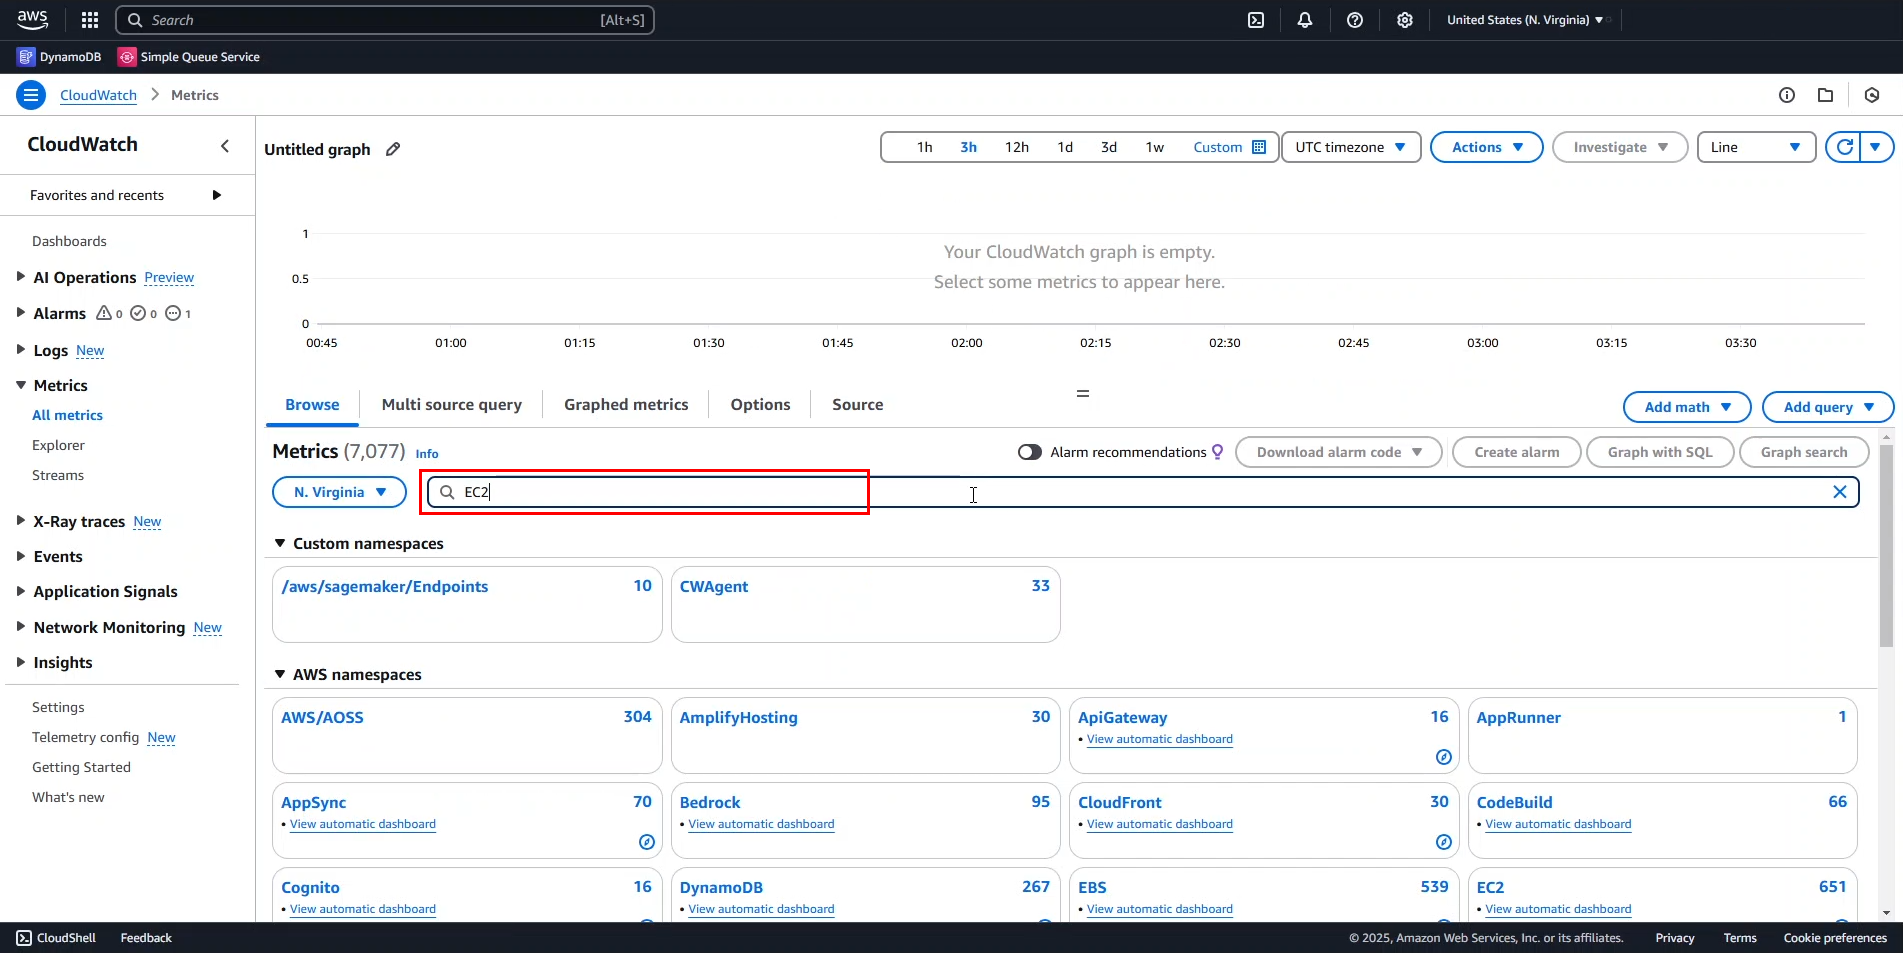 aws Search [Alt+S] United States (N. Virginia)
DynamoDB Simple Queue Service
CloudWatch Metrics
CloudWatch
Favorites and recents
Dashboards
AI Operations Preview
Alarms 0 0 1
Logs New
Metrics
All metrics
Explorer
Streams
X-Ray traces New
Events
Application Signals
Network Monitoring New
Insights
Settings
Telemetry config New
Getting Started
What's new
Untitled graph 1h 3h 12h 1d 3d 1w Custom UTC timezone Actions Investigate Line
1
Your CloudWatch graph is empty.
0.5
Select some metrics to appear here.
0
00:45 01:00 01:15 01:30 01:45 02:00 02:15 02:30 02:45 03:00 03:15 03:30
Browse Multi source query Graphed metrics Options Source Add math Add query
Metrics (7,077) Info Alarm recommendations Download alarm code Create alarm Graph with SQL Graph search
N. Virginia EC2
Custom namespaces
/aws/sagemaker/Endpoints 10 CWAgent 33
AWS namespaces
AWS/AOSS 304 AmplifyHosting 30 ApiGateway 16 AppRunner 1
• View automatic dashboard
AppSync 70 Bedrock 95 CloudFront 30 CodeBuild 66
• View automatic dashboard • View automatic dashboard • View automatic dashboard • View automatic dashboard
Cognito 16 DynamoDB 267 EBS 539 EC2 651
• View automatic dashboard • View automatic dashboard • View automatic dashboard • View automatic dashboard
CloudShell Feedback © 2025, Amazon Web Services, Inc. or its affiliates. Privacy Terms Cookie preferences